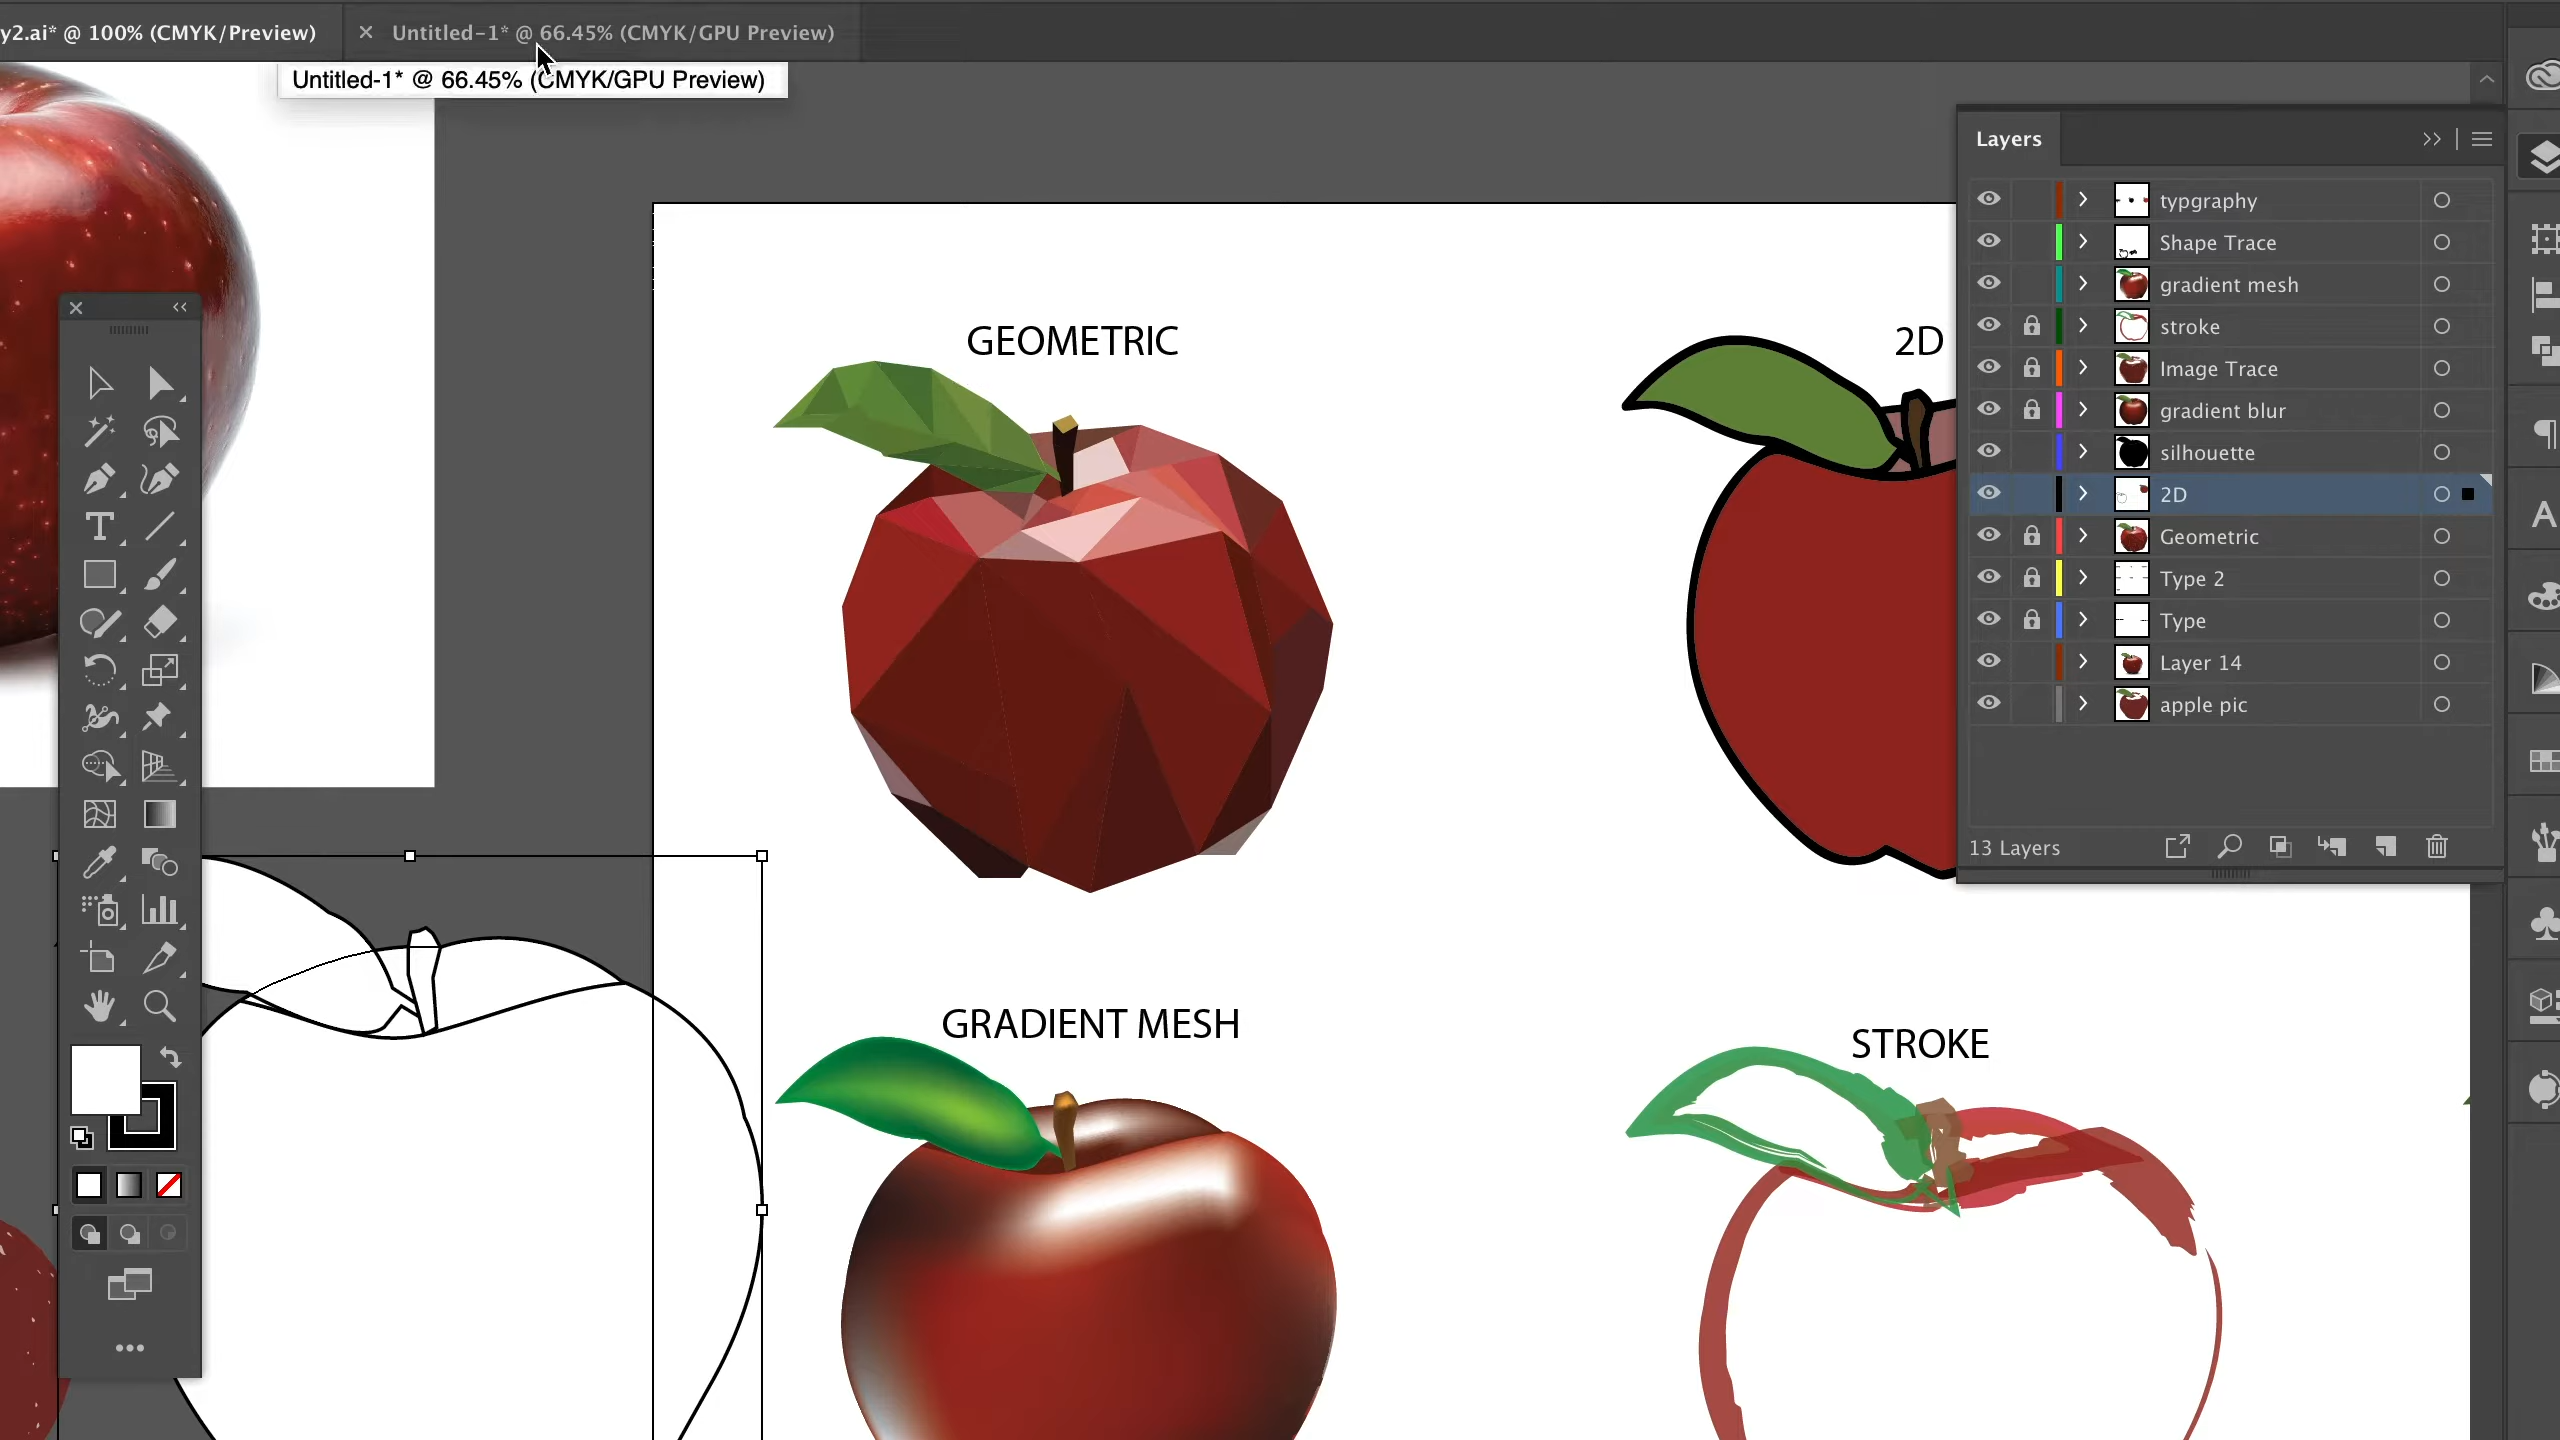 y2.ai* @ 100% (CMYK/Preview)
Untitled-1* @ 66.45% (CMYK/GPU Preview)
Untitled-1* @ 66.45% (CMYK/GPU Preview)
Layers
typgraphy
Shape Trace
gradient mesh
stroke
Image Trace
gradient blur
silhouette
2D
Geometric
Type 2
Type
Layer 14
apple pic
13 Layers
GEOMETRIC
2D
GRADIENT MESH
STROKE